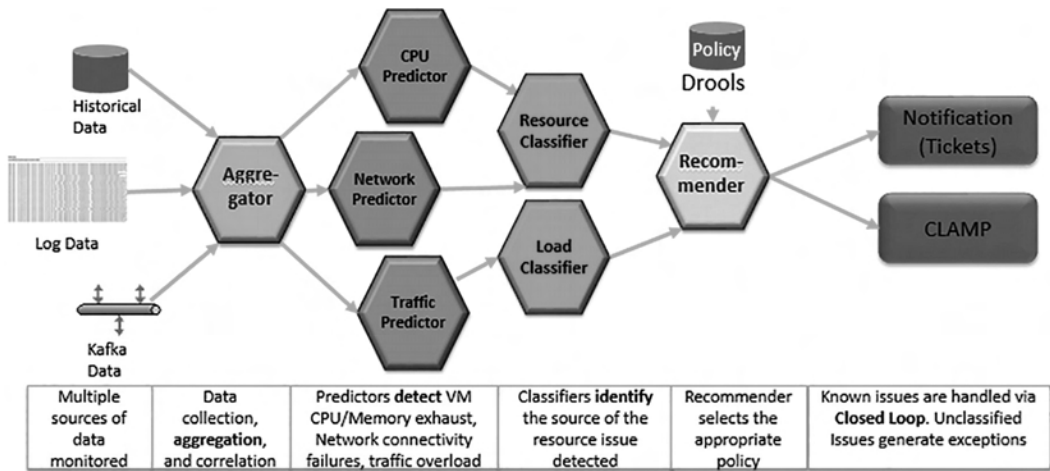 Historical
Data
Log Data
Kafka
Data
Aggre-
gator
CPU
Predictor
Network
Predictor
Traffic
Predictor
Resource
Classifier
Load
Classifier
Policy
Drools
Recom-
mender
Notification
(Tickets)
CLAMP
Multiple
sources of
data
monitored
Data
collection,
aggregation,
and correlation
Predictors detect VM
CPU/Memory exhaust,
Network connectivity
failures, traffic overload
Classifiers identify
the source of the
resource issue
detected
Recommender
selects the
appropriate
policy
Known issues are handled via
Closed Loop. Unclassified
Issues generate exceptions